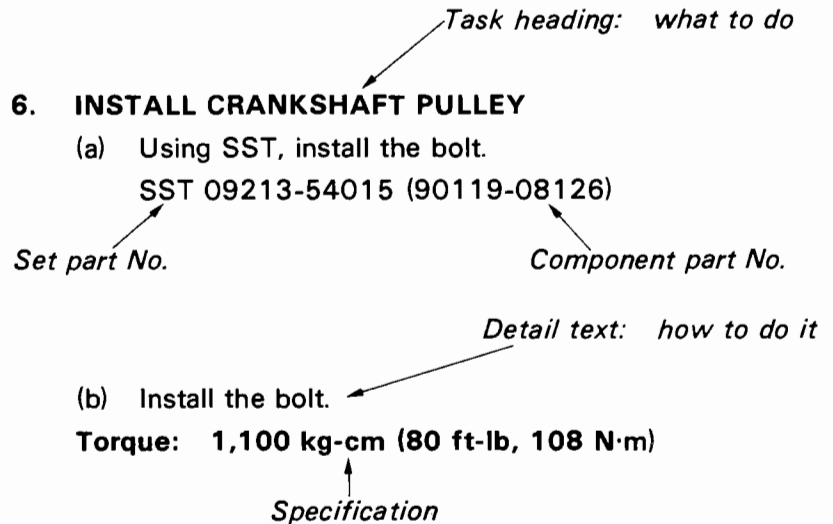 Task heading: what to do
6. INSTALL CRANKSHAFT PULLEY
(a) Using SST, install the bolt.
SST 09213-54015 (90119-08126)
Set part No. Component part No.
Detail text: how to do it
(b) Install the bolt.
Torque: 1,100 kg-cm (80 ft-lb, 108 N·m)
Specification